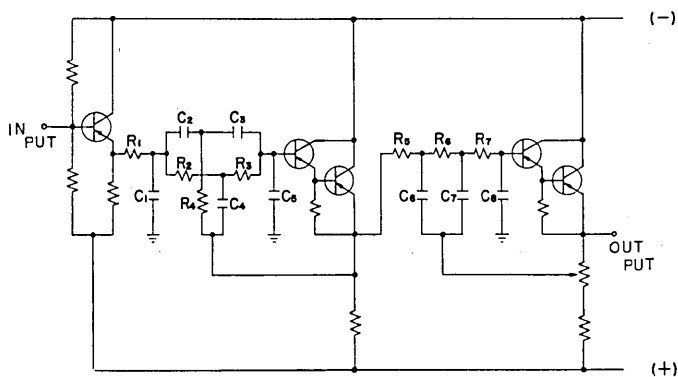 (−)
IN
PUT
R1
C2
C3
R2
R3
C1
R4
C4
C5
R5
R6
R7
C6
C7
C8
OUT
PUT
(+)